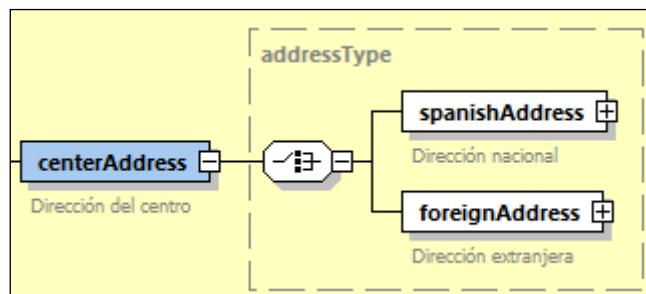 addressType
spanishAddress
Dirección nacional
centerAddress
Dirección del centro
foreignAddress
Dirección extranjera